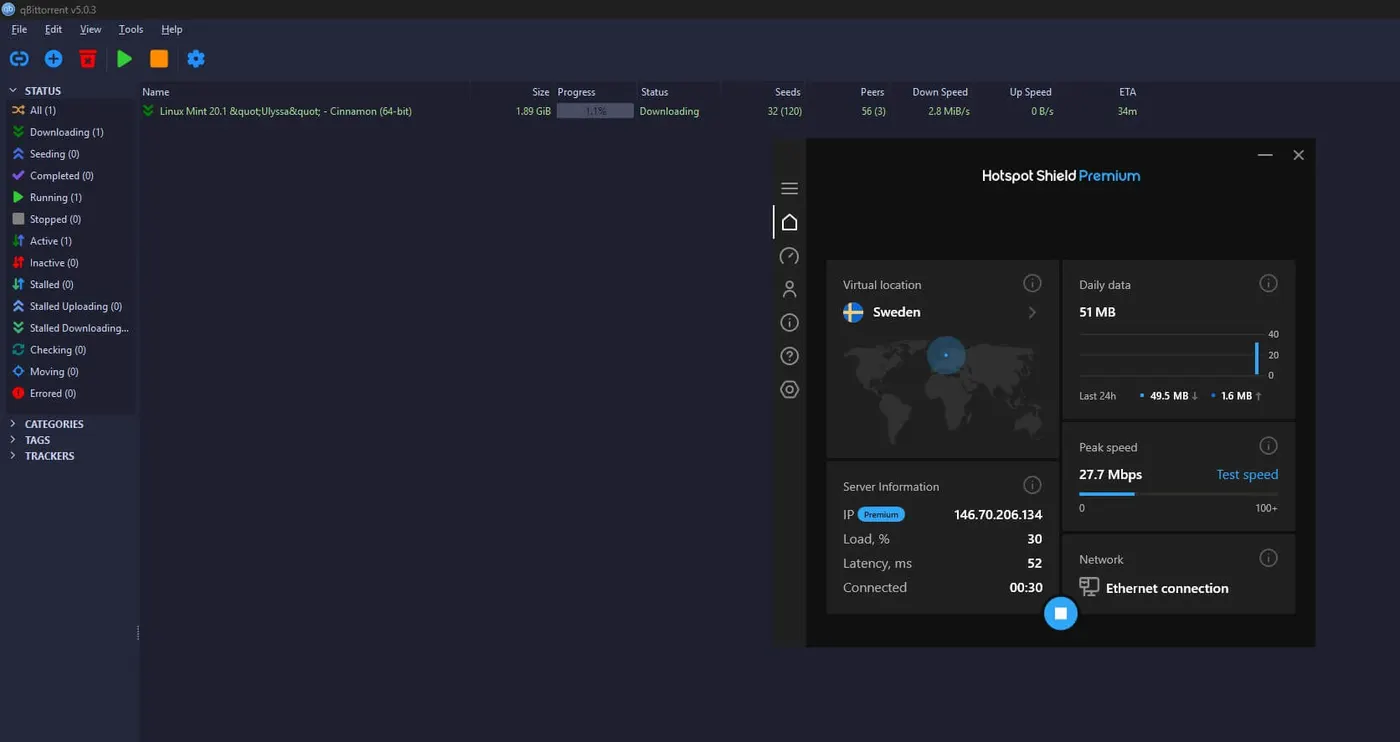 qb qBittorrent v5.0.3
File Edit View Tools Help
STATUS
All (1)
Downloading (1)
Seeding (0)
Completed (0)
Running (1)
Stopped (0)
Active (1)
Inactive (0)
Stalled (0)
Stalled Uploading (0)
Stalled Downloading...
Checking (0)
Moving (0)
Errored (0)
CATEGORIES
TAGS
TRACKERS
Name Size Progress Status Seeds Peers Down Speed Up Speed ETA
Linux Mint 20.1 &quot;Ulyssa&quot; - Cinnamon (64-bit) 1.89 GiB 1.1% Downloading 32 (120) 56 (3) 2.8 MiB/s 0 B/s 34m
Hotspot Shield Premium
Virtual location
Sweden
Daily data
51 MB
40
20
0
Last 24h 49.5 MB ↓ 1.6 MB ↑
Server Information
IP Premium 146.70.206.134
Load, % 30
Latency, ms 52
Connected 00:30
Peak speed
27.7 Mbps Test speed
0 100+
Network
Ethernet connection